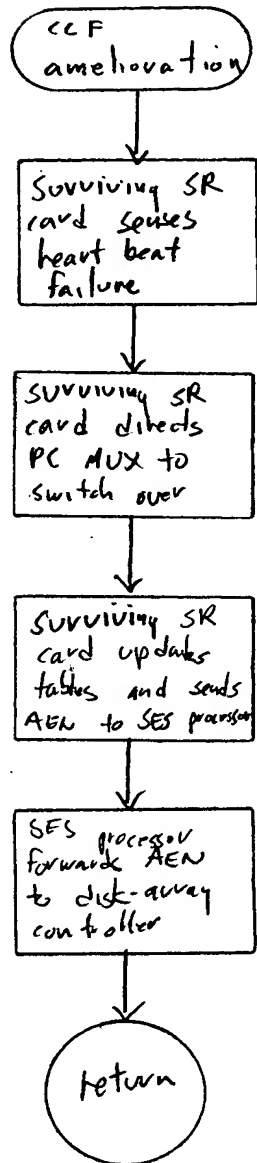 CCF
amelioration
surviving SR
card senses
heart beat
failure
surviving SR
card directs
PC MUX to
switch over
surviving SR
card updates
tables and sends
AEN to SES processor
SES processor
forwards AEN
to disk-array
controller
return